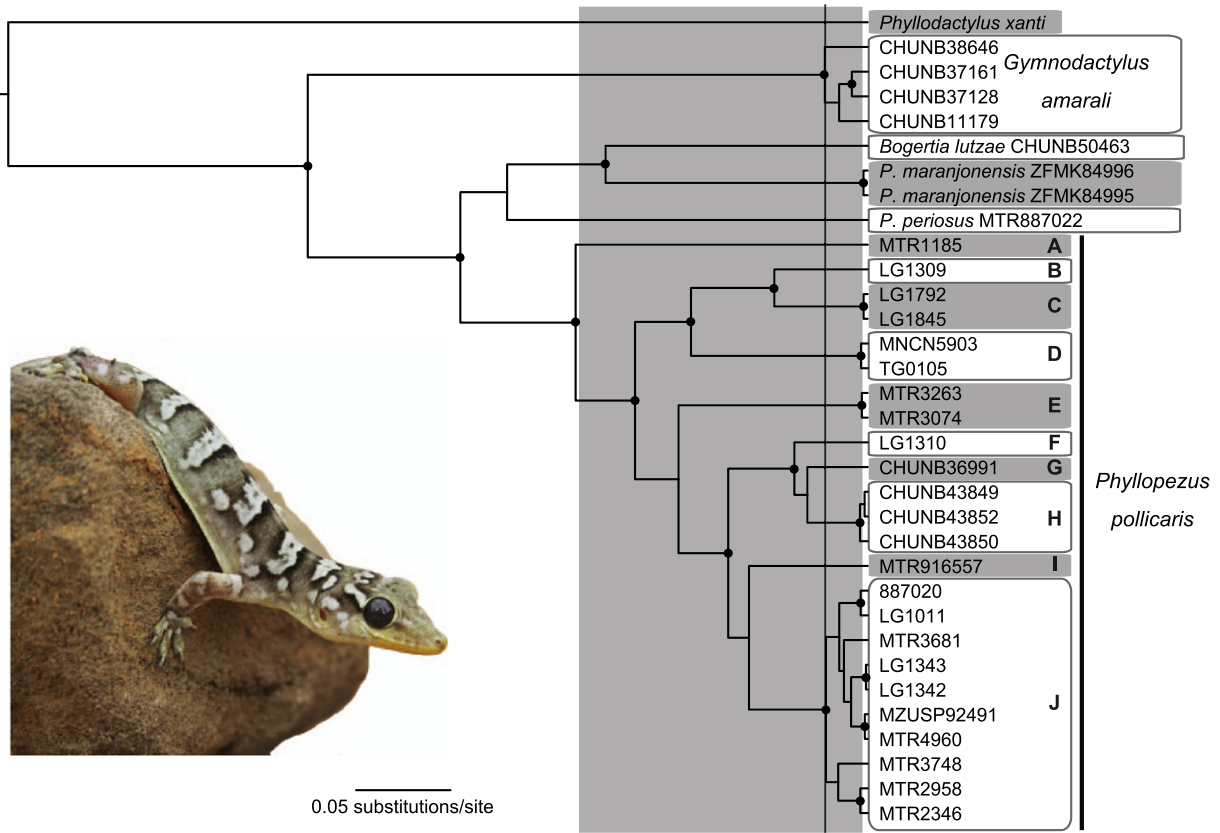 Phyllodactylus xanti
CHUNB38646
CHUNB37161
CHUNB37128
CHUNB11179
Gymnodactylus
amarali
Bogertia lutzae CHUNB50463
P. maranjonensis ZFMK84996
P. maranjonensis ZFMK84995
P. periosus MTR887022
MTR1185 A
LG1309 B
LG1792
LG1845
C
MNCN5903
TG0105
D
MTR3263
MTR3074
E
LG1310 F
CHUNB36991 G
CHUNB43849
CHUNB43852
CHUNB43850
H
MTR916557 I
887020
LG1011
MTR3681
LG1343
LG1342
MZUSP92491
MTR4960
MTR3748
MTR2958
MTR2346
J
Phyllopezus
pollicaris
0.05 substitutions/site